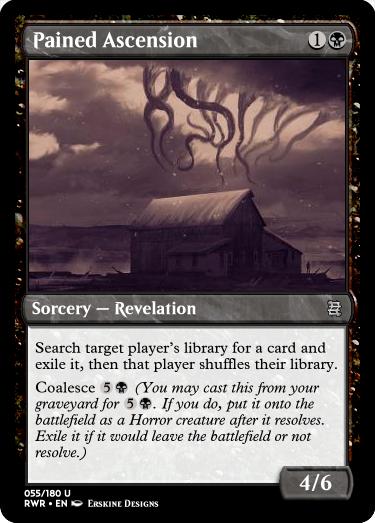 Pained Ascension 1
Sorcery — Revelation
Search target player's library for a card and
exile it, then that player shuffles their library.
Coalesce 5 (You may cast this from your
graveyard for 5 . If you do, put it onto the
battlefield as a Horror creature after it resolves.
Exile it if it would leave the battlefield or not
resolve.)
4/6
055/180 U
RWR • EN Erskine Designs